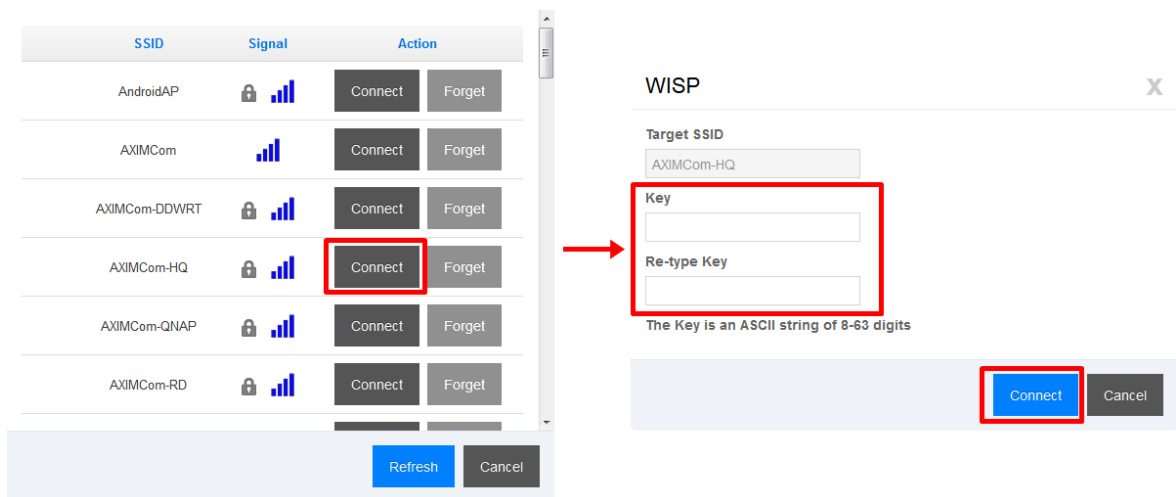 SSID Signal Action
AndroidAP Connect Forget
AXIMCom Connect Forget
AXIMCom-DDWRT Connect Forget
AXIMCom-HQ Connect Forget
AXIMCom-QNAP Connect Forget
AXIMCom-RD Connect Forget
Refresh Cancel
WISP X
Target SSID
AXIMCom-HQ
Key
Re-type Key
The Key is an ASCII string of 8-63 digits
Connect Cancel